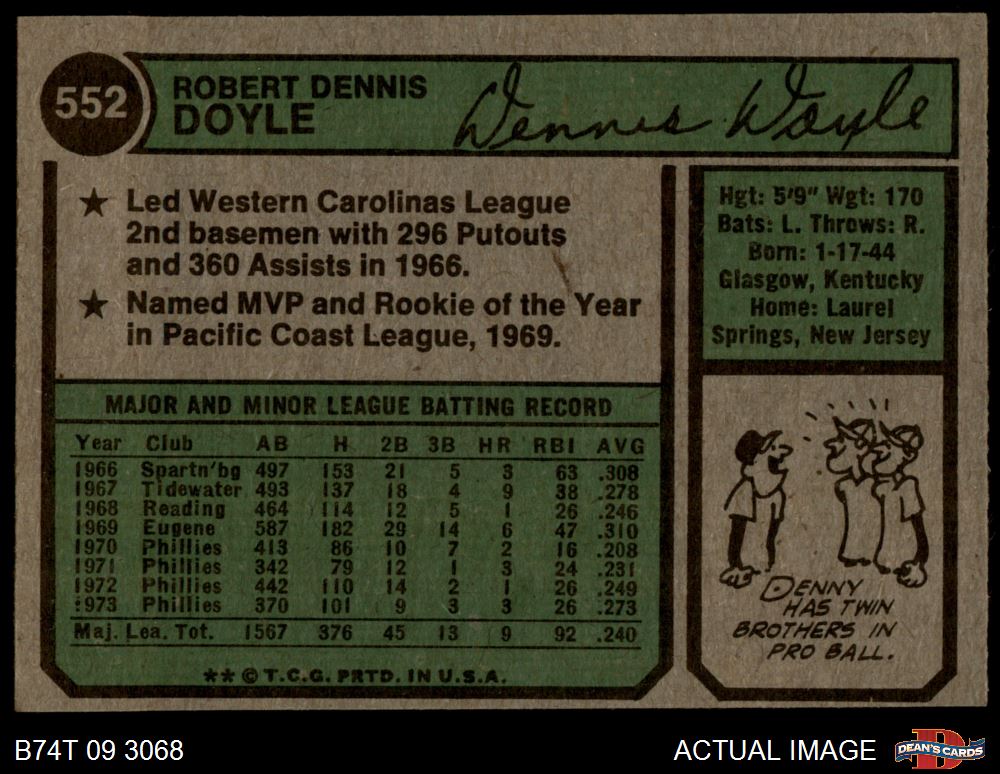 552
ROBERT DENNIS
DOYLE
Dennis Doyle
★ Led Western Carolinas League
2nd basemen with 296 Putouts
and 360 Assists in 1966.
★ Named MVP and Rookie of the Year
in Pacific Coast League, 1969.
Hgt: 5'9" Wgt: 170
Bats: L. Throws: R.
Born: 1-17-44
Glasgow, Kentucky
Home: Laurel
Springs, New Jersey
MAJOR AND MINOR LEAGUE BATTING RECORD
Year Club AB H 2B 3B HR RBI AVG
1966 Spartn'bg 497 153 21 5 3 63 .308
1967 Tidewater 493 137 18 4 9 38 .278
1968 Reading 464 114 12 5 1 26 .246
1969 Eugene 587 182 29 14 6 47 .310
1970 Phillies 413 86 10 7 2 16 .208
1971 Phillies 342 79 12 1 3 24 .231
1972 Phillies 442 110 14 2 1 26 .249
1973 Phillies 370 101 9 3 3 26 .273
Maj. Lea. Tot. 1567 376 45 13 9 92 .240
** © T.C.G. PRTD. IN U.S.A.
DENNY
HAS TWIN
BROTHERS IN
PRO BALL.
B74T 09 3068
ACTUAL IMAGE
D
DEAN'S CARDS